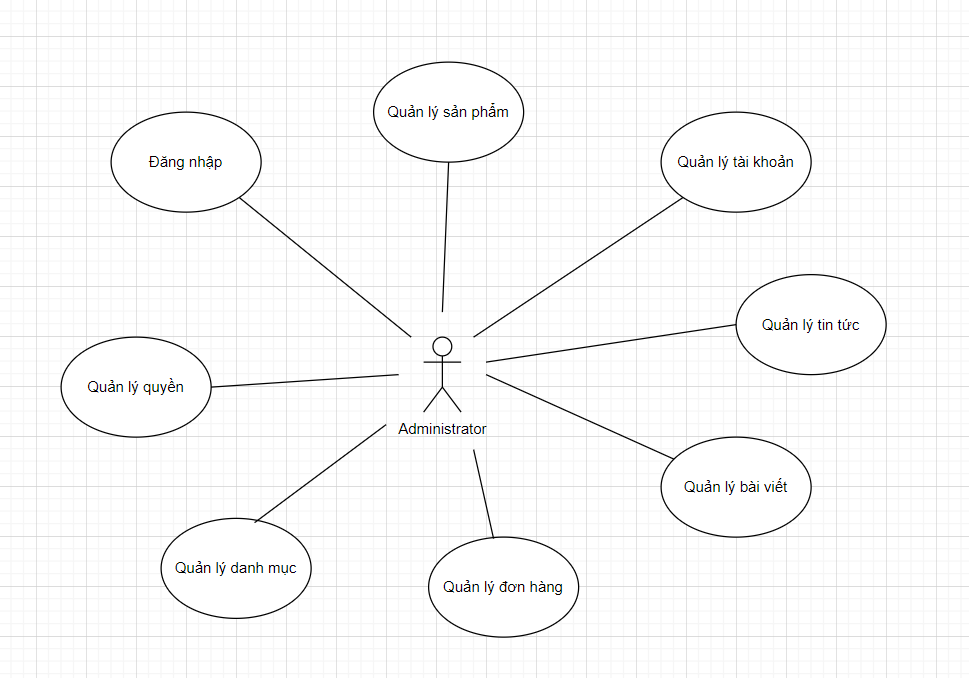 Quản lý sản phẩm
Đăng nhập
Quản lý tài khoản
Quản lý tin tức
Quản lý quyền
Administrator
Quản lý bài viết
Quản lý danh mục
Quản lý đơn hàng